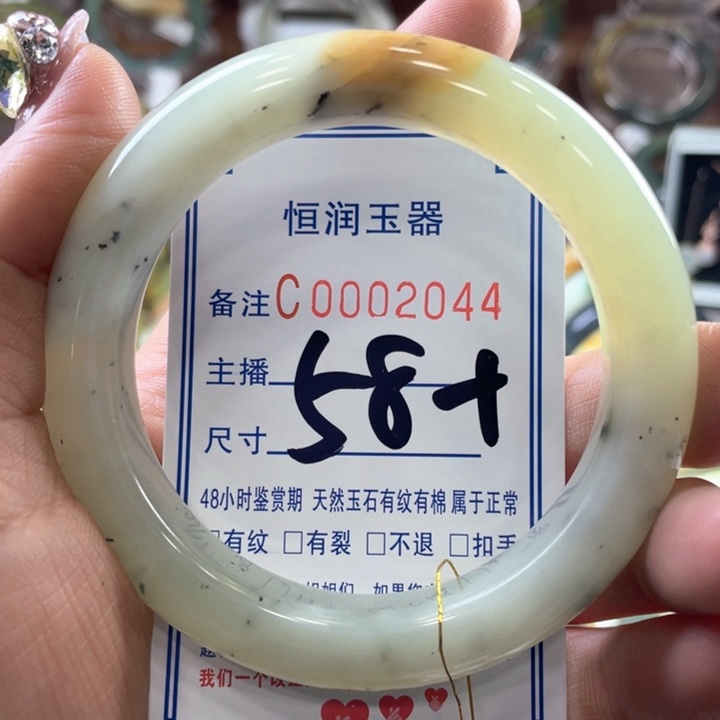 恒润玉器
备注C0002044
主播
尺寸 58+
48小时鉴赏期 天然玉石有纹有棉 属于正常
有纹 □有裂 □不退 □扣手
我们一个